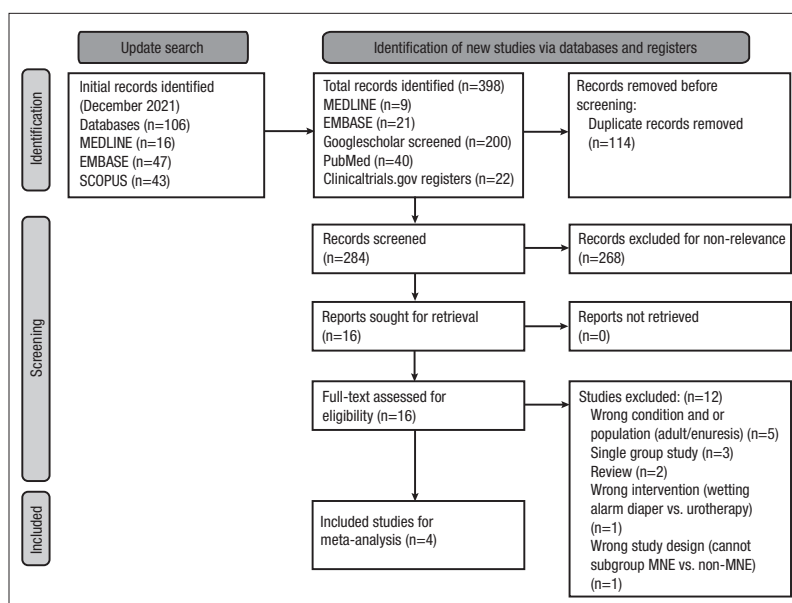 Update search
Identification of new studies via databases and registers
Identification
Initial records identified
(December 2021)
Databases (n=106)
MEDLINE (n=16)
EMBASE (n=47)
SCOPUS (n=43)
Total records identified (n=398)
MEDLINE (n=9)
EMBASE (n=21)
Googlescholar screened (n=200)
PubMed (n=40)
Clinicaltrials.gov registers (n=22)
Records removed before
screening:
Duplicate records removed
(n=114)
Screening
Records screened
(n=284)
Records excluded for non-relevance
(n=268)
Reports sought for retrieval
(n=16)
Reports not retrieved
(n=0)
Full-text assessed for
eligibility (n=16)
Studies excluded: (n=12)
Wrong condition and or
population (adult/enuresis) (n=5)
Single group study (n=3)
Review (n=2)
Wrong intervention (wetting
alarm diaper vs. urotherapy)
(n=1)
Wrong study design (cannot
subgroup MNE vs. non-MNE)
(n=1)
Included
Included studies for
meta-analysis (n=4)